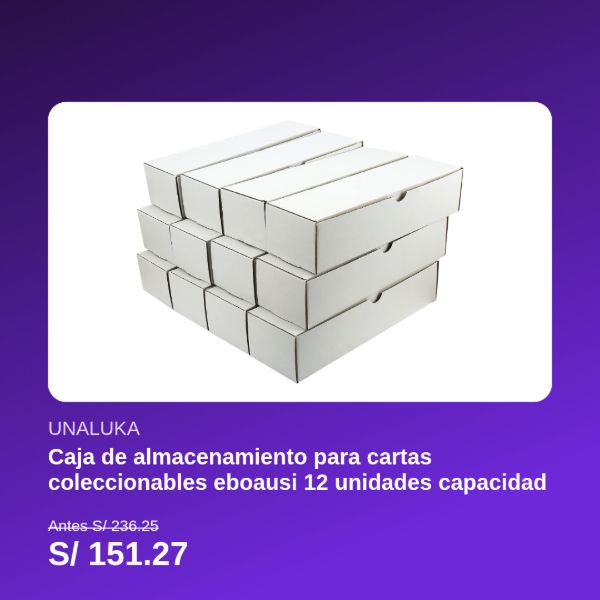 UNALUKA
Caja de almacenamiento para cartas
coleccionables eboausi 12 unidades capacidad
Antes S/ 236.25
S/ 151.27